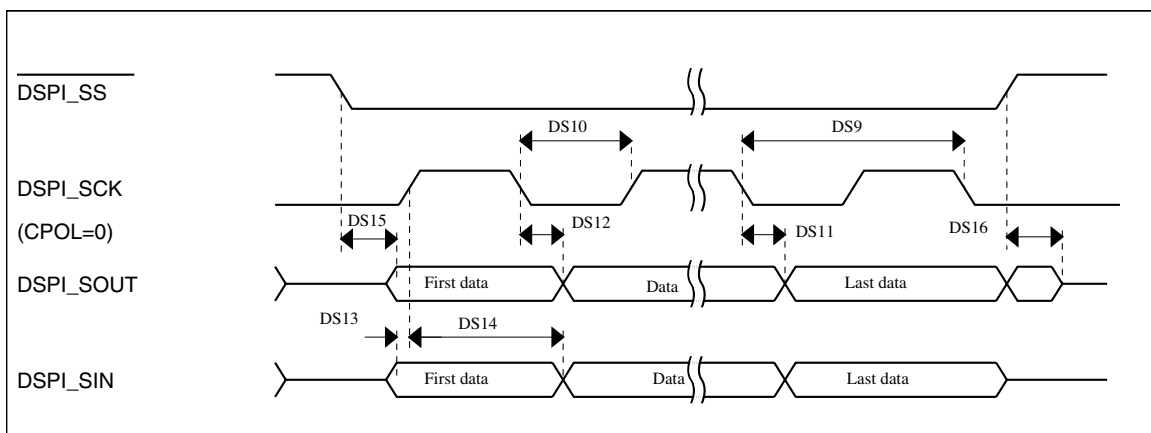 DSPI_SS
DS10
DS9
DSPI_SCK
(CPOL=0)
DS15
DS12
DS11
DS16
DSPI_SOUT
First data
Data
Last data
DS13
DS14
DSPI_SIN
First data
Data
Last data